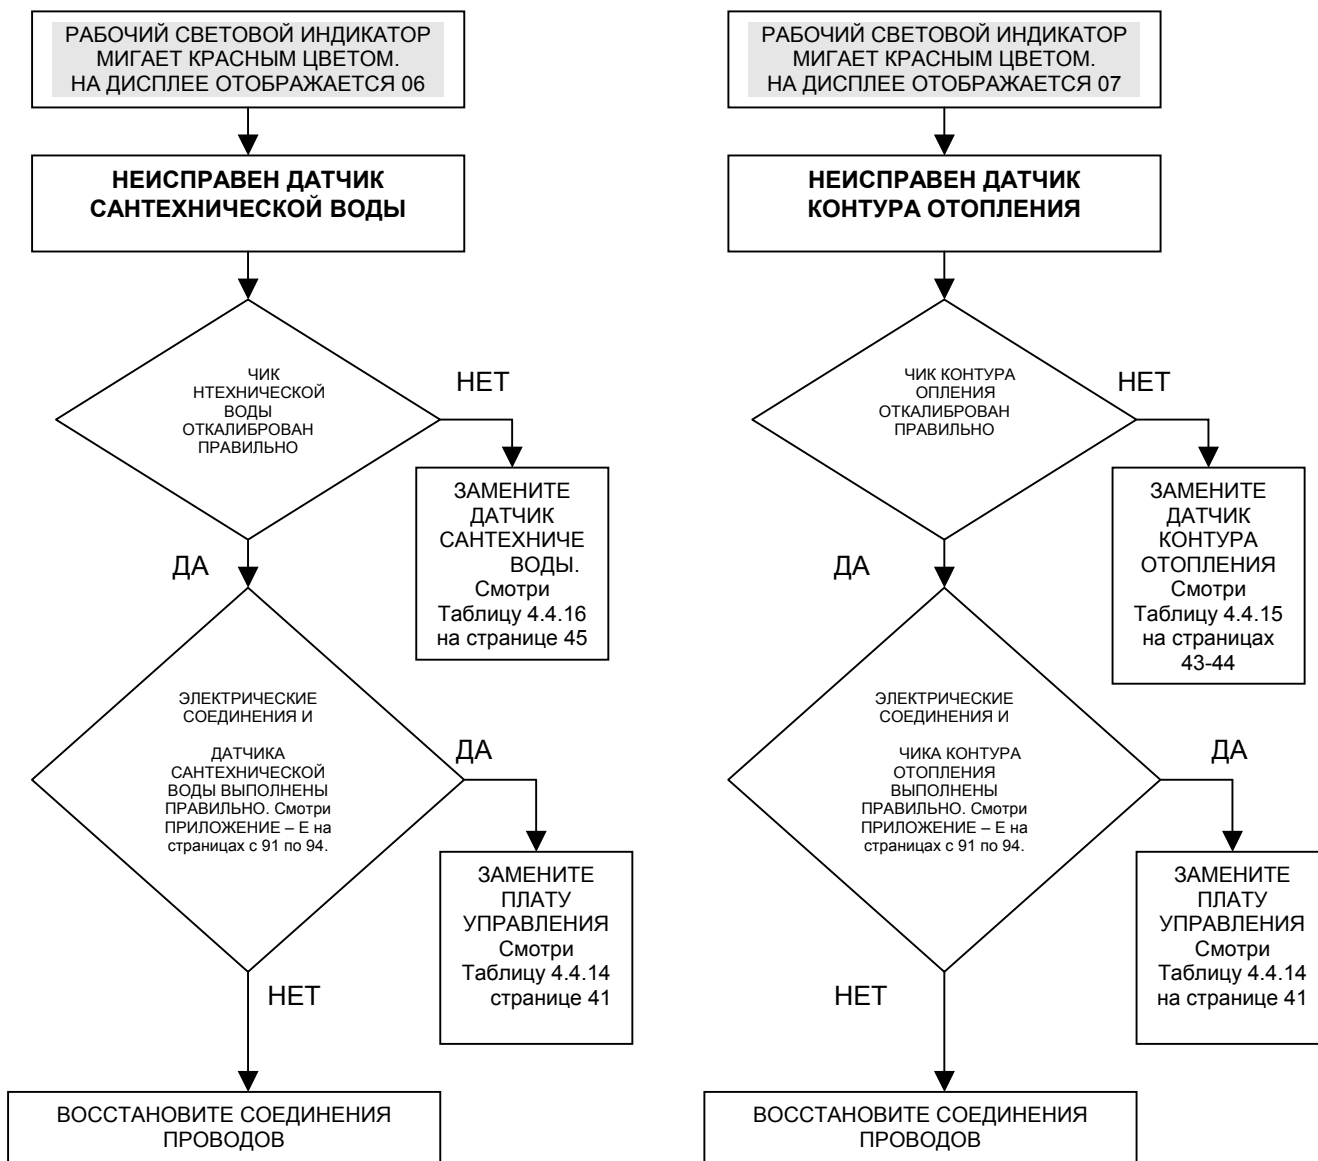 РАБОЧИЙ СВЕТОВОЙ ИНДИКАТОР
МИГАЕТ КРАСНЫМ ЦВЕТОМ.
НА ДИСПЛЕЕ ОТОБРАЖАЕТСЯ 06
НЕИСПРАВЕН ДАТЧИК
САНТЕХНИЧЕСКОЙ ВОДЫ
ЧИК
НТЕХНИЧЕСКОЙ
ВОДЫ
ОТКАЛИБРОВАН
ПРАВИЛЬНО
НЕТ
ЗАМЕНИТЕ
ДАТЧИК
САНТЕХНИЧЕ
ВОДЫ.
Смотри
Таблицу 4.4.16
на странице 45
ДА
ЭЛЕКТРИЧЕСКИЕ
СОЕДИНЕНИЯ И
ДАТЧИКА
САНТЕХНИЧЕСКОЙ
ВОДЫ ВЫПОЛНЕНЫ
ПРАВИЛЬНО. Смотри
ПРИЛОЖЕНИЕ – Е на
страницах с 91 по 94.
ДА
ЗАМЕНИТЕ
ПЛАТУ
УПРАВЛЕНИЯ
Смотри
Таблицу 4.4.14
странице 41
НЕТ
ВОССТАНОВИТЕ СОЕДИНЕНИЯ
ПРОВОДОВ
РАБОЧИЙ СВЕТОВОЙ ИНДИКАТОР
МИГАЕТ КРАСНЫМ ЦВЕТОМ.
НА ДИСПЛЕЕ ОТОБРАЖАЕТСЯ 07
НЕИСПРАВЕН ДАТЧИК
КОНТУРА ОТОПЛЕНИЯ
ЧИК КОНТУРА
ОПЛЕНИЯ
ОТКАЛИБРОВАН
ПРАВИЛЬНО
НЕТ
ЗАМЕНИТЕ
ДАТЧИК
КОНТУРА
ОТОПЛЕНИЯ
Смотри
Таблицу 4.4.15
на страницах
43-44
ДА
ЭЛЕКТРИЧЕСКИЕ
СОЕДИНЕНИЯ И
ЧИКА КОНТУРА
ОТОПЛЕНИЯ
ВЫПОЛНЕНЫ
ПРАВИЛЬНО. Смотри
ПРИЛОЖЕНИЕ – Е на
страницах с 91 по 94.
ДА
ЗАМЕНИТЕ
ПЛАТУ
УПРАВЛЕНИЯ
Смотри
Таблицу 4.4.14
на странице 41
НЕТ
ВОССТАНОВИТЕ СОЕДИНЕНИЯ
ПРОВОДОВ